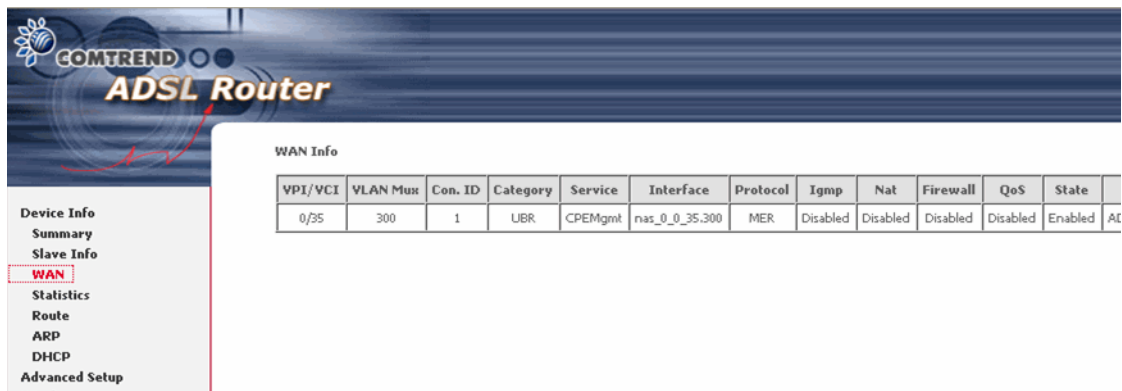 COMTREND
ADSL Router
WAN Info
VPI/VCI VLAN Mux Con. ID Category Service Interface Protocol Igmp Nat Firewall QoS State
0/35 300 1 UBR CPEMgmt nas_0_0_35.300 MER Disabled Disabled Disabled Disabled Enabled AD
Device Info
Summary
Slave Info
WAN
Statistics
Route
ARP
DHCP
Advanced Setup